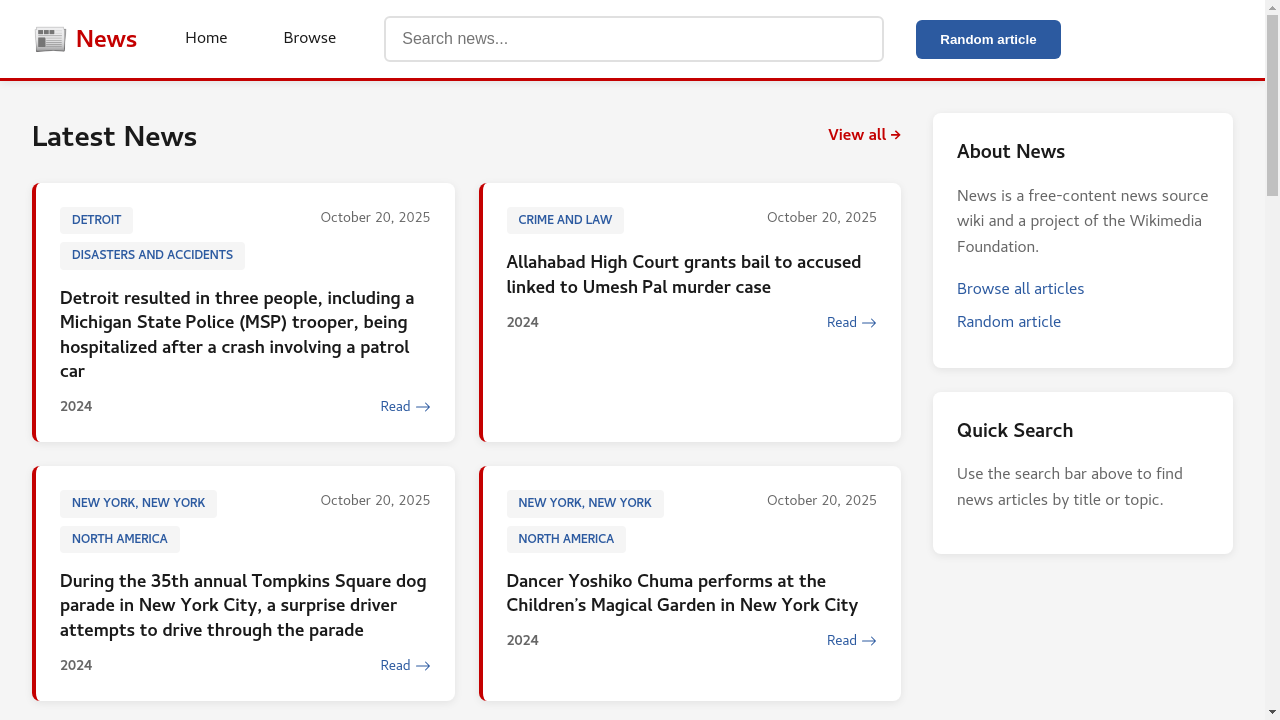 News
Home
Browse
Search news...
Random article
Latest News
View all →
DETROIT
October 20, 2025
DISASTERS AND ACCIDENTS
Detroit resulted in three people, including a
Michigan State Police (MSP) trooper, being
hospitalized after a crash involving a patrol
car
2024
Read →
CRIME AND LAW
October 20, 2025
Allahabad High Court grants bail to accused
linked to Umesh Pal murder case
2024
Read →
NEW YORK, NEW YORK
October 20, 2025
NORTH AMERICA
During the 35th annual Tompkins Square dog
parade in New York City, a surprise driver
attempts to drive through the parade
2024
Read →
NEW YORK, NEW YORK
October 20, 2025
NORTH AMERICA
Dancer Yoshiko Chuma performs at the
Children's Magical Garden in New York City
2024
Read →
About News
News is a free-content news source
wiki and a project of the Wikimedia
Foundation.
Browse all articles
Random article
Quick Search
Use the search bar above to find
news articles by title or topic.